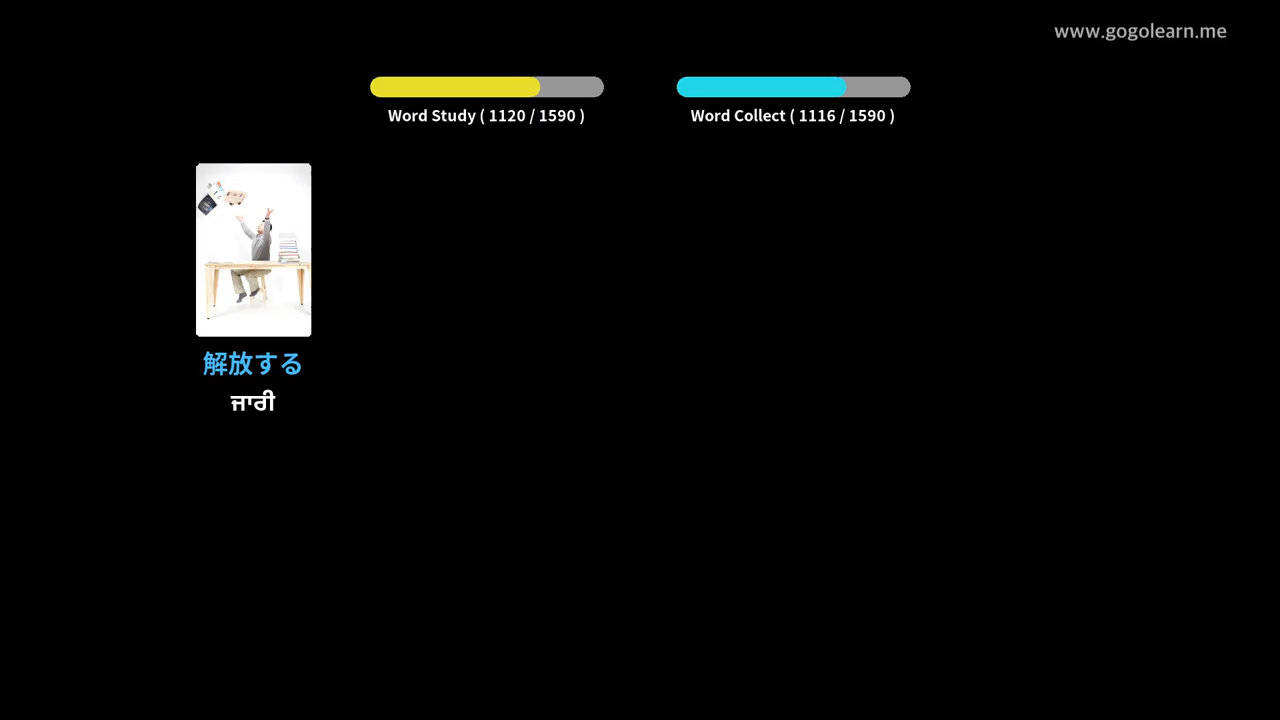 www.gogolearn.me
Word Study ( 1120 / 1590 )
Word Collect ( 1116 / 1590 )
解放する
ਜਾਰੀ